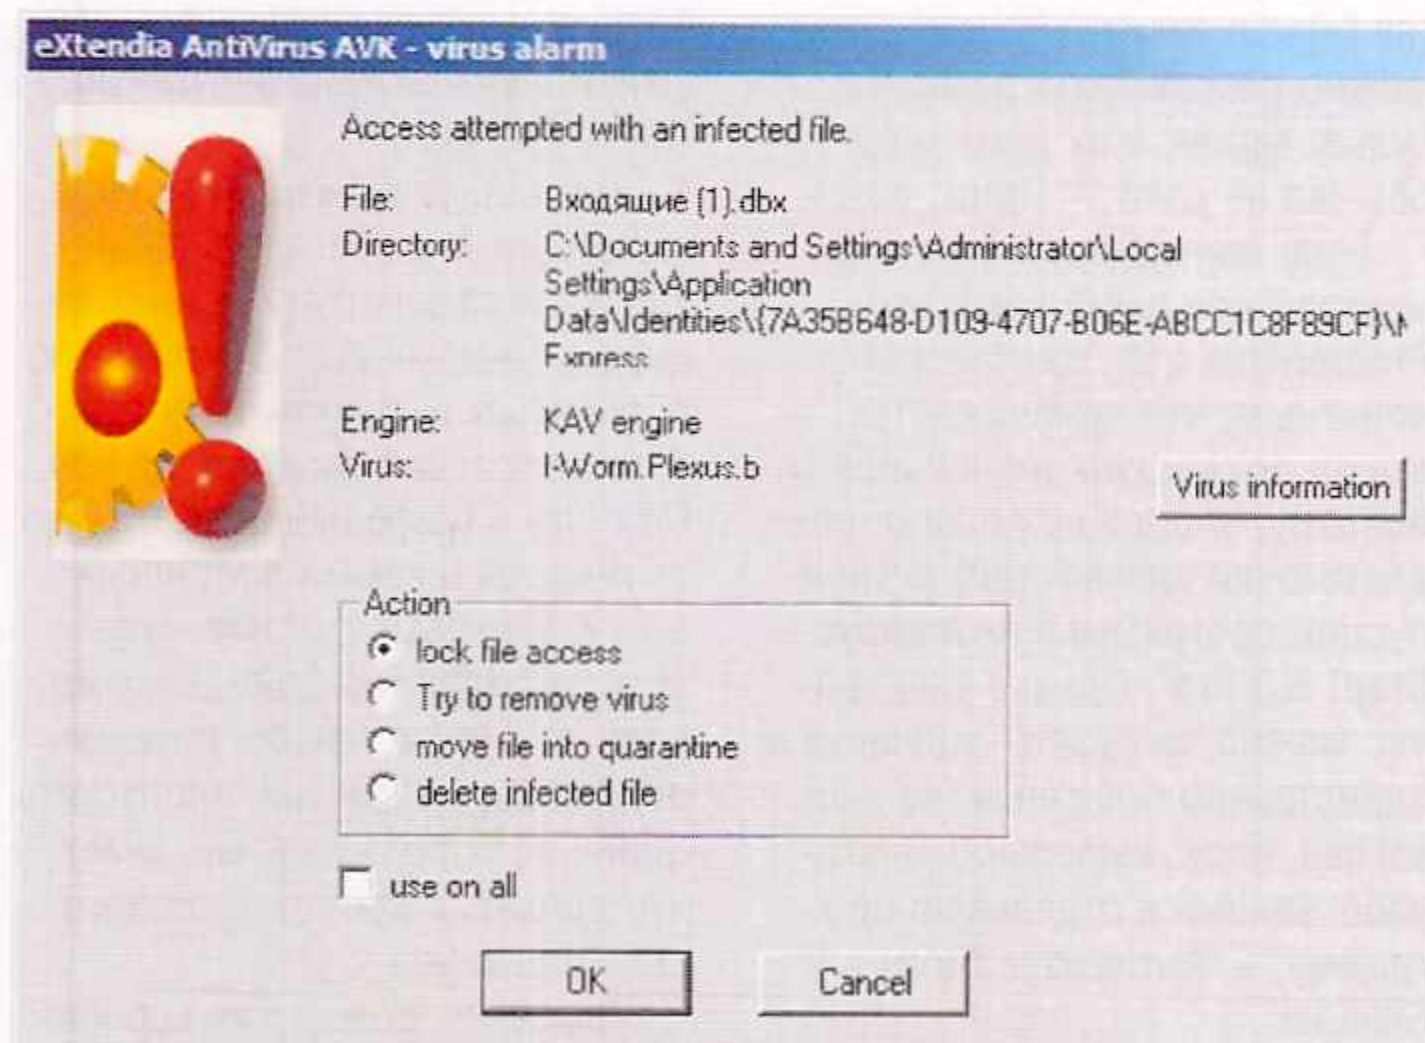 eXtendia AntiVirus AVK - virus alarm
Access attempted with an infected file.
File: Входящие (1).dbx
Directory: C:\Documents and Settings\Administrator\Local
Settings\Application
Data\Identities\{7A35B648-D109-4707-B06E-ABCC1C8F89CF}\
Express
Engine: KAV engine
Virus: I-Worm.Plexus.b
Virus information
Action
lock file access
Try to remove virus
move file into quarantine
delete infected file
use on all
OK Cancel